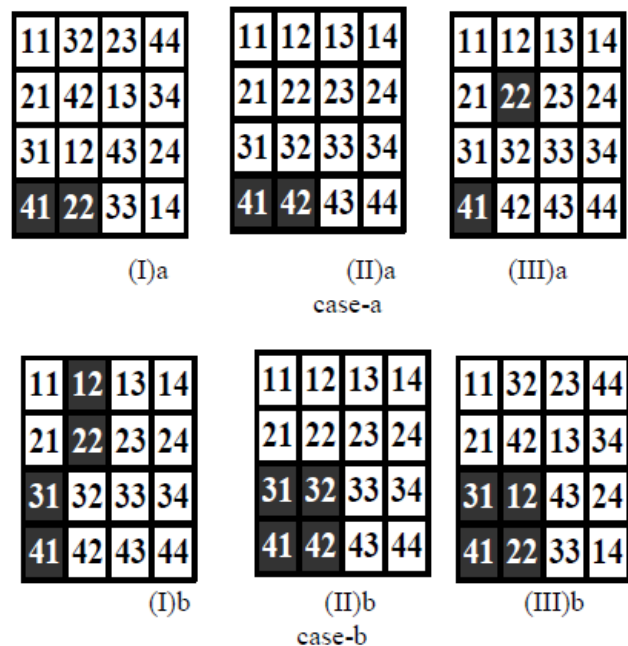 11 32 23 44
21 42 13 34
31 12 43 24
41 22 33 14
(I)a
11 12 13 14
21 22 23 24
31 32 33 34
41 42 43 44
(II)a
11 12 13 14
21 22 23 24
31 32 33 34
41 42 43 44
(III)a
case-a
11 12 13 14
21 22 23 24
31 32 33 34
41 42 43 44
(I)b
11 12 13 14
21 22 23 24
31 32 33 34
41 42 43 44
(II)b
11 32 23 44
21 42 13 34
31 12 43 24
41 22 33 14
(III)b
case-b